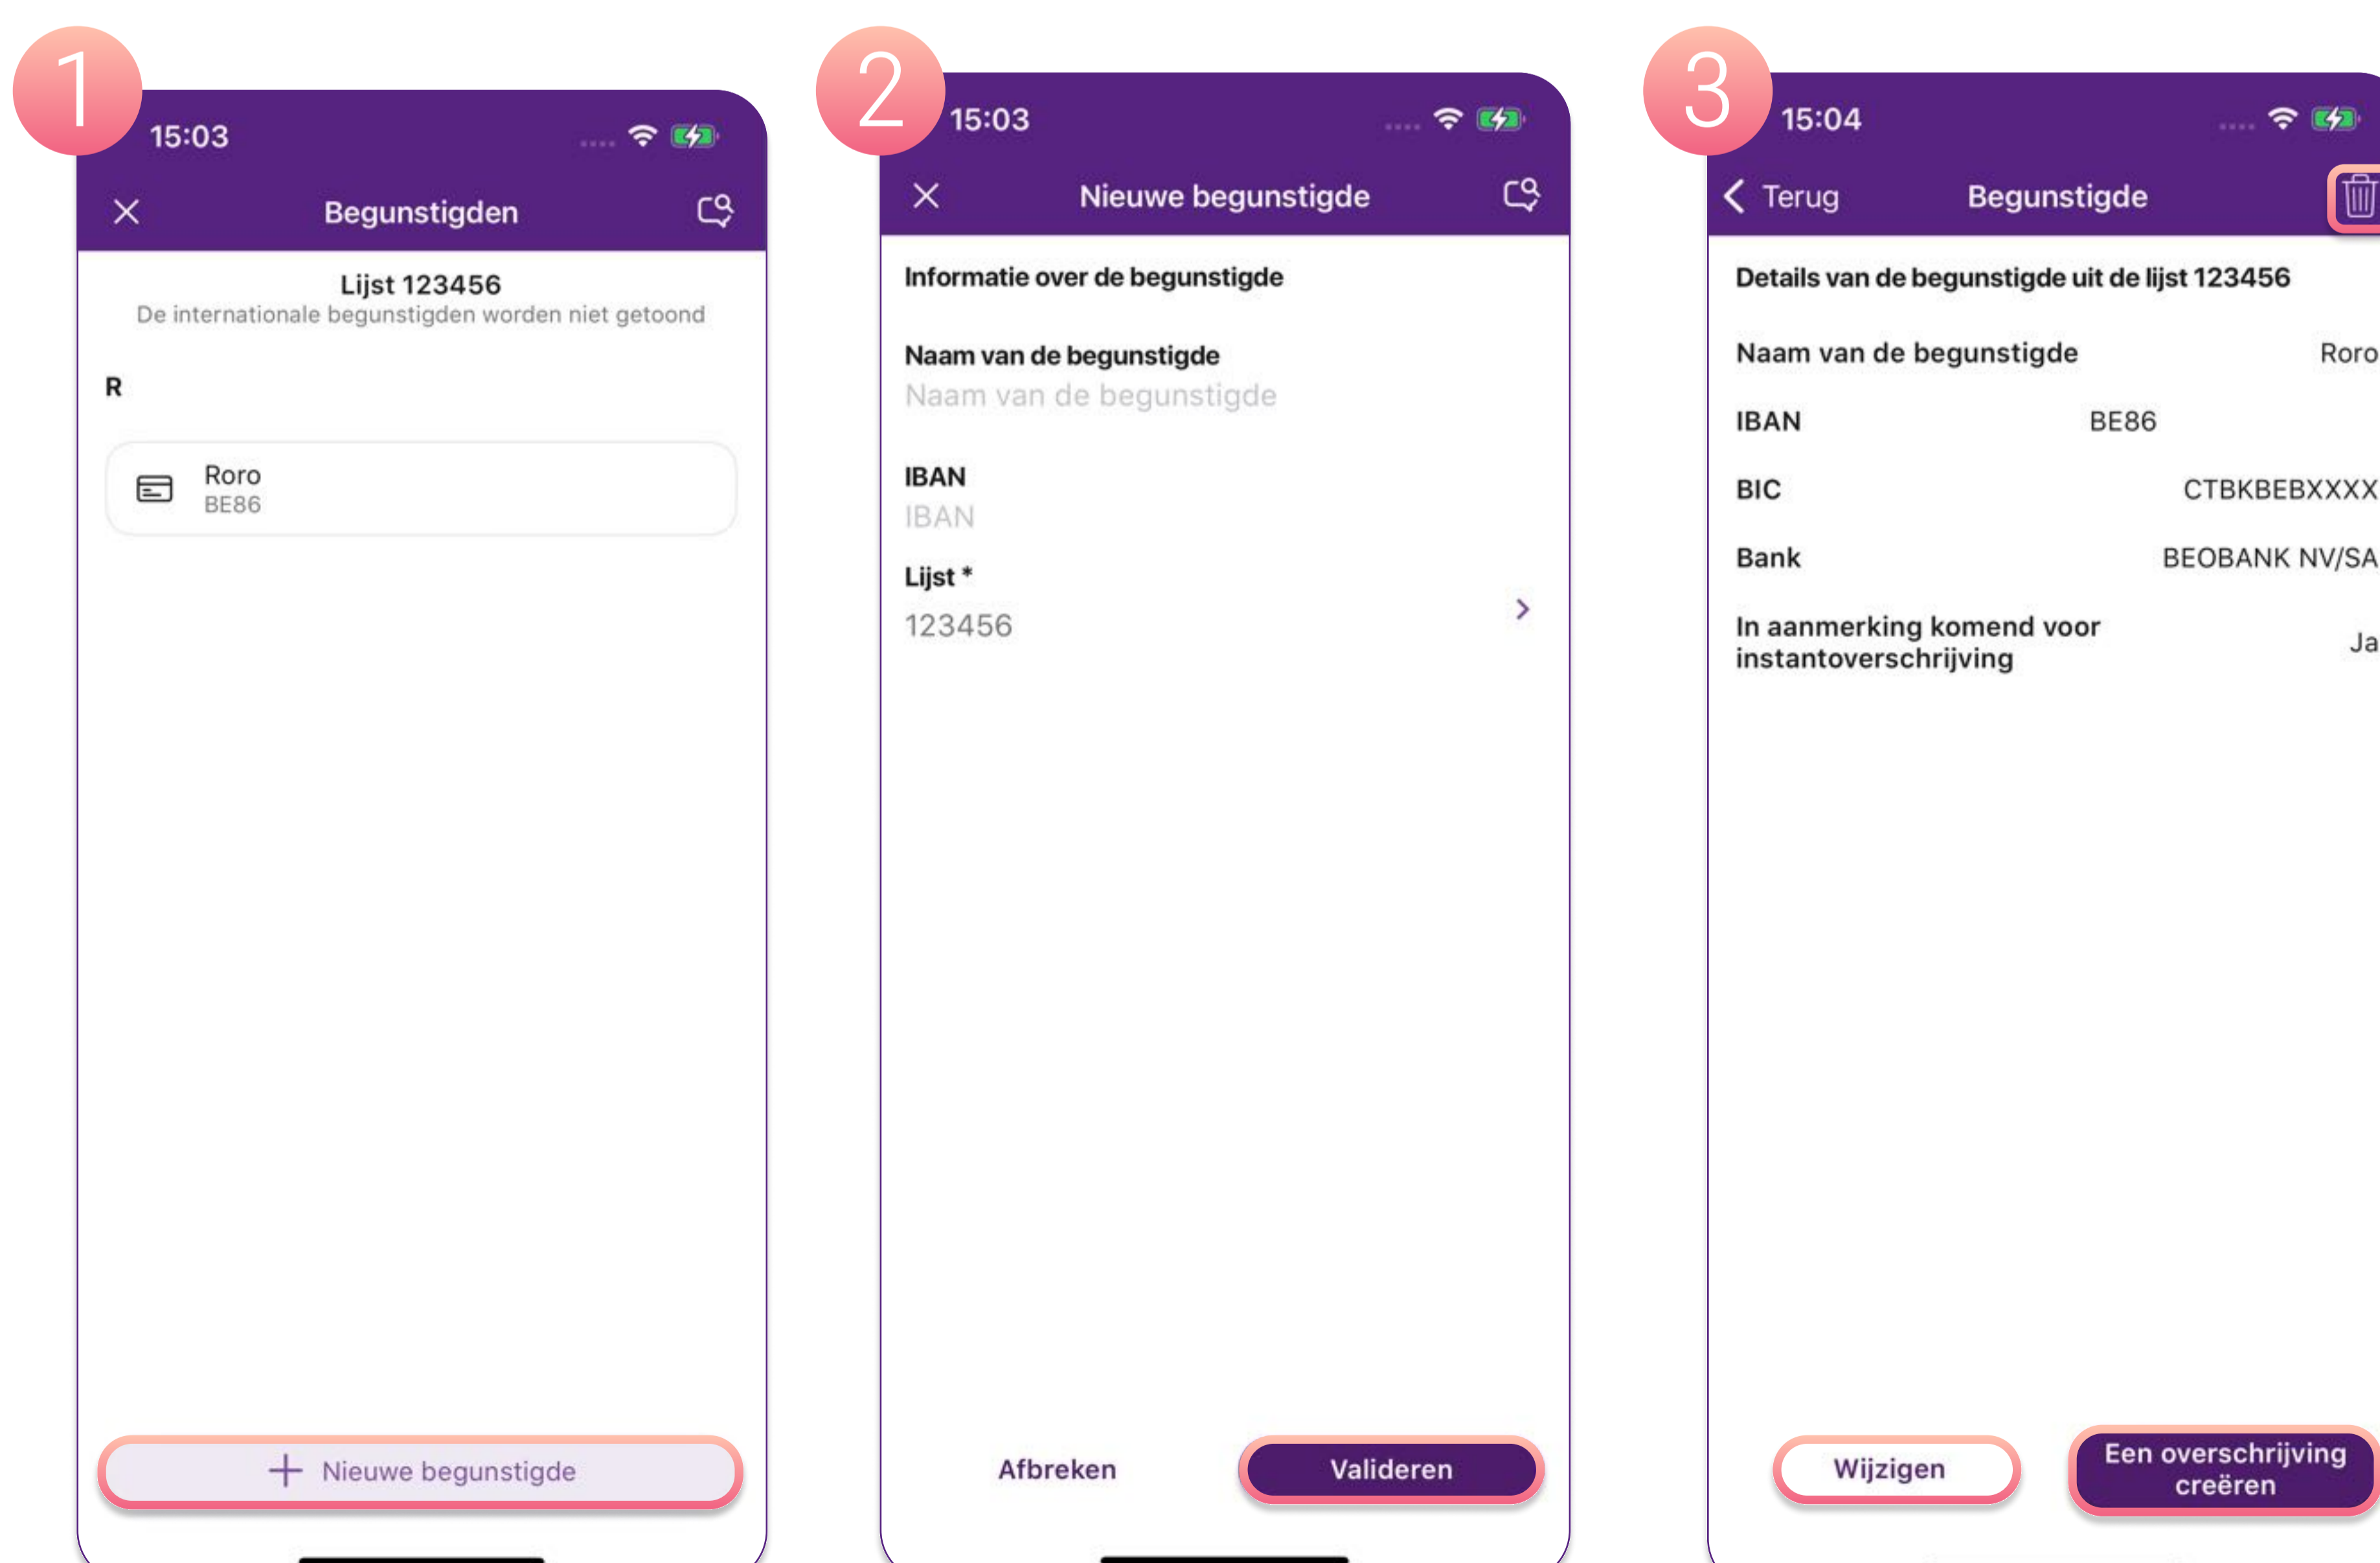 1
15:03
Begunstigden
Lijst 123456
De internationale begunstigden worden niet getoond
R
Roro
BE86
+ Nieuwe begunstigde
2
15:03
Nieuwe begunstigde
Informatie over de begunstigde
Naam van de begunstigde
Naam van de begunstigde
IBAN
IBAN
Lijst *
123456
Afbreken
Valideren
3
15:04
Terug
Begunstigde
Details van de begunstigde uit de lijst 123456
Naam van de begunstigde Roro
IBAN BE86
BIC CTBKBEBXXXX
Bank BEOBANK NV/SA
In aanmerking komend voor
instantoverschrijving
Ja
Wijzigen
Een overschrijving
creëren